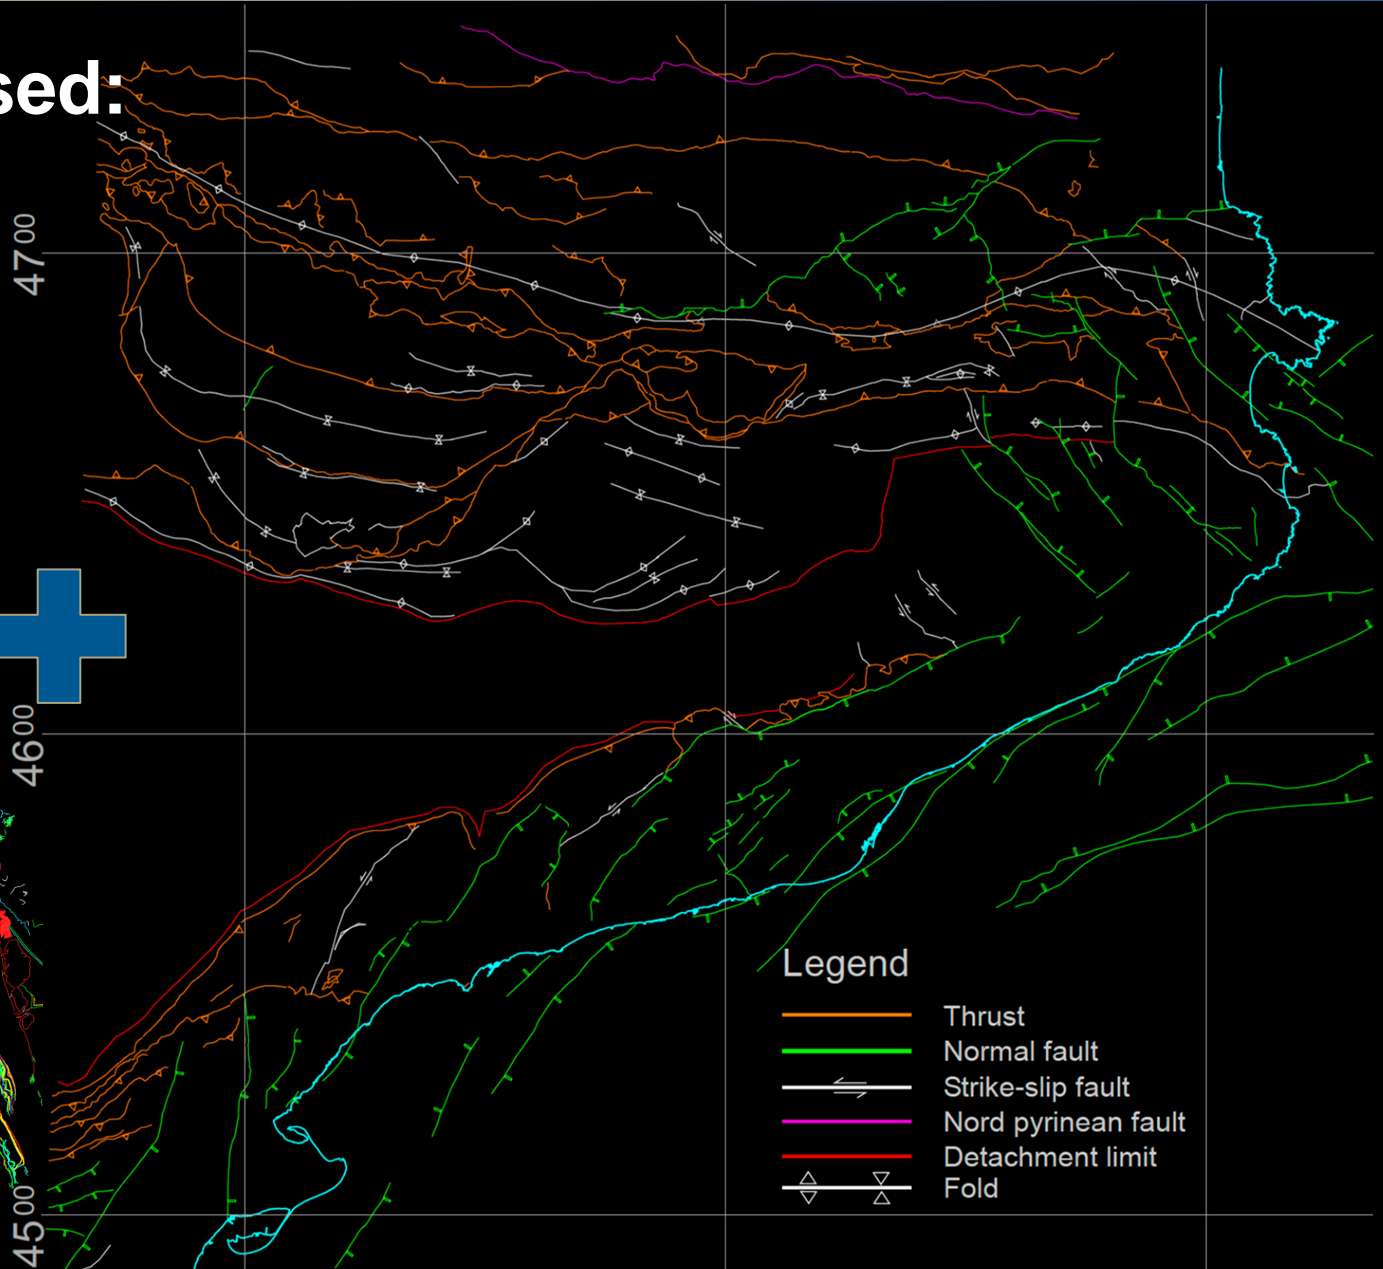 sed:
4700
4600
4500
Legend
Thrust
Normal fault
Strike-slip fault
Nord pyrinean fault
Detachment limit
Fold